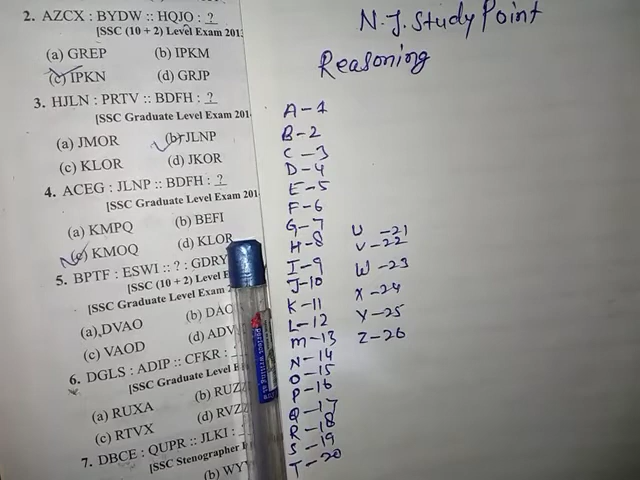 2. AZCX : BYDW :: HQJO : ?
[SSC (10 + 2) Level Exam 2013
(a) GREP (b) IPKM
(c) IPKN (d) GRJP
3. HJLN : PRTV :: BDFH : ?
[SSC Graduate Level Exam 201
(a) JMOR (b) JLNP
(c) KLOR (d) JKOR
4. ACEG : JLNP :: BDFH : ?
[SSC Graduate Level Exam 201
(a) KMPQ (b) BEFI
(c) KMOQ (d) KLOR
5. BPTF : ESWI :: ? : GDRY
[SSC (10 + 2) Level E
[SSC Graduate Level Exam
(a) DVAO (b) DAO
(c) VAOD (d) ADV
6. DGLS : ADIP :: CFKR :
[SSC Graduate Level
(a) RUXA (b) RUZ
(c) RTVX (d) RVZ
7. DBCE : QUPR :: JLKI :
[SSC Stenographer
(b) WY
N.J. Study Point
Reasoning
A - 1
B - 2
C - 3
D - 4
E - 5
F - 6
G - 7
H - 8
I - 9
J - 10
K - 11
L - 12
M - 13
N - 14
O - 15
P - 16
Q - 17
R - 18
S - 19
T - 20
U - 21
V - 22
W - 23
X - 24
Y - 25
Z - 26